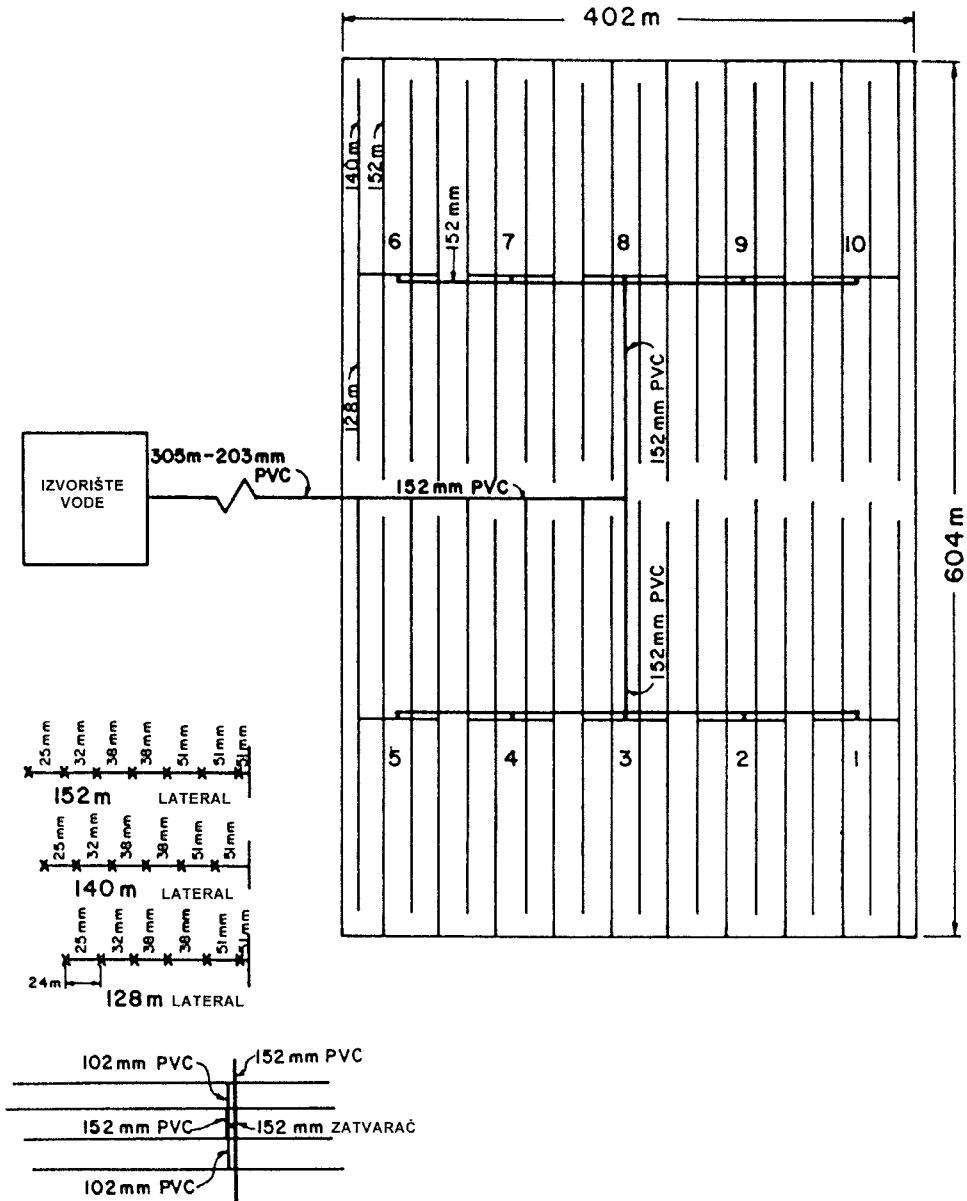 402m
140m
152m
152mm
6
7
8
9
10
128m
152mm PVC
IZVORIŠTE
VODE
305m-203mm
PVC
152mm PVC
604m
152mm PVC
5
4
3
2
1
25mm
32mm
38mm
38mm
51mm
51mm
51mm
152m LATERAL
25mm
32mm
38mm
38mm
51mm
51mm
140m LATERAL
25mm
32mm
38mm
38mm
51mm
51mm
24m
128m LATERAL
102mm PVC
152mm PVC
152mm PVC
152 mm ZATVARAČ
102mm PVC